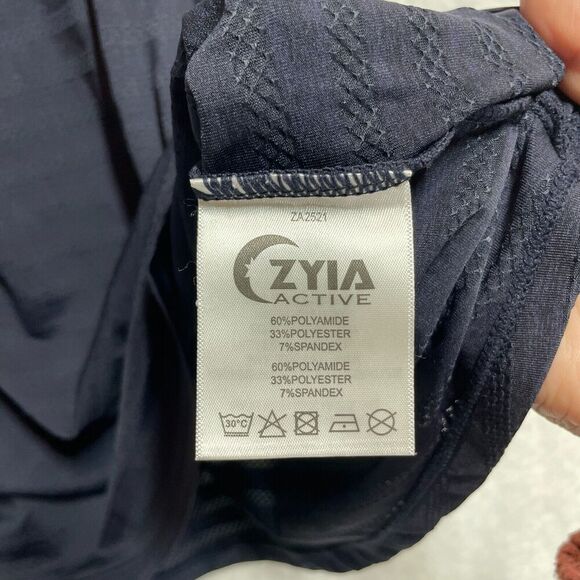 ZA2521
ZYIA
ACTIVE
60%POLYAMIDE
33%POLYESTER
7%SPANDEX
60%POLYAMIDE
33%POLYESTER
7%SPANDEX
30°C